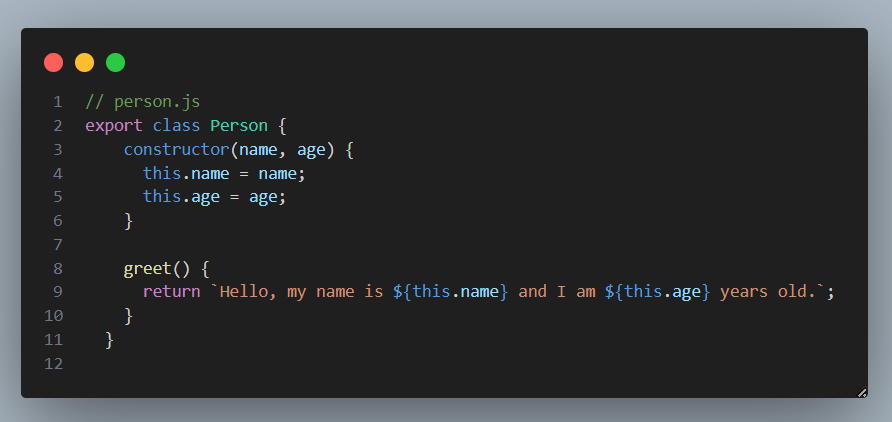 1 // person.js
2 export class Person {
3     constructor(name, age) {
4       this.name = name;
5       this.age = age;
6     }
7
8     greet() {
9       return `Hello, my name is ${this.name} and I am ${this.age} years old.`;
10     }
11   }
12